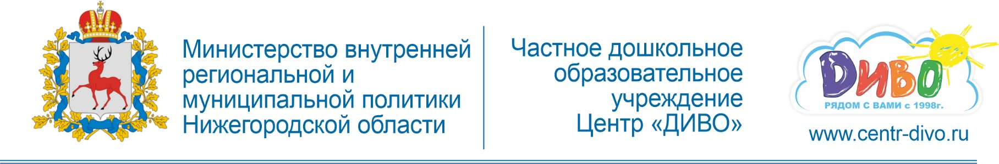 Министерство внутренней
региональной и
муниципальной политики
Нижегородской области
Частное дошкольное
образовательное
учреждение
Центр «ДИВО»
ДИВО
РЯДОМ С ВАМИ с 1998г.
www.centr-divo.ru